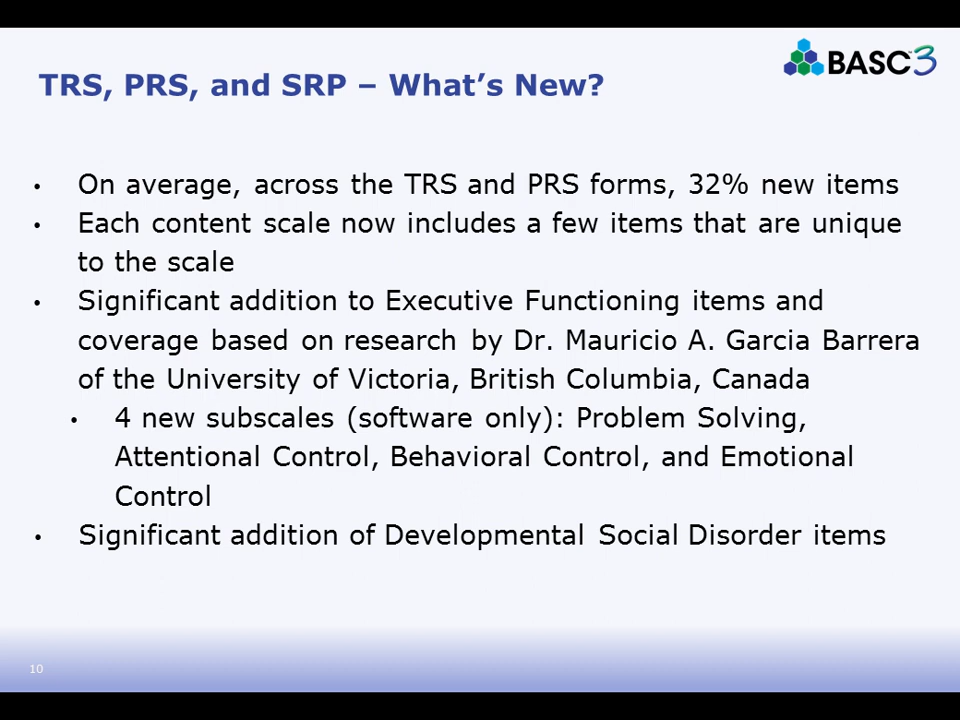 BASC™3
TRS, PRS, and SRP – What’s New?
• On average, across the TRS and PRS forms, 32% new items
• Each content scale now includes a few items that are unique
to the scale
• Significant addition to Executive Functioning items and
coverage based on research by Dr. Mauricio A. Garcia Barrera
of the University of Victoria, British Columbia, Canada
• 4 new subscales (software only): Problem Solving,
Attentional Control, Behavioral Control, and Emotional
Control
• Significant addition of Developmental Social Disorder items
10